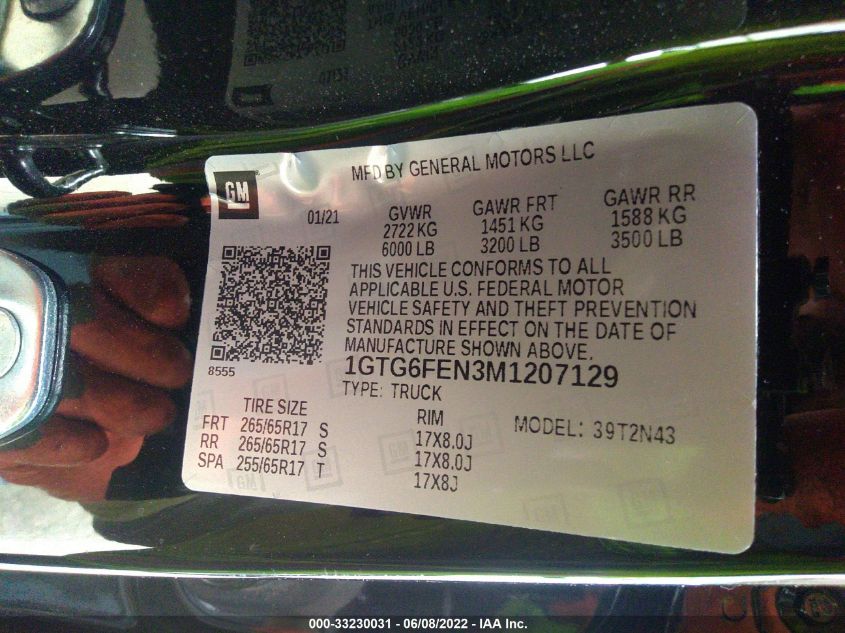 MFD BY GENERAL MOTORS LLC
GM
01/21
GVWR GAWR FRT GAWR RR
2722 KG 1451 KG 1588 KG
6000 LB 3200 LB 3500 LB
THIS VEHICLE CONFORMS TO ALL
APPLICABLE U.S. FEDERAL MOTOR
VEHICLE SAFETY AND THEFT PREVENTION
STANDARDS IN EFFECT ON THE DATE OF
MANUFACTURE SHOWN ABOVE.
8555
1GTG6FEN3M1207129
TYPE: TRUCK
TIRE SIZE RIM MODEL: 39T2N43
FRT 265/65R17 S 17X8.0J
RR 265/65R17 S 17X8.0J
SPA 255/65R17 T 17X8J
000-33230031 - 06/08/2022 - IAA Inc.